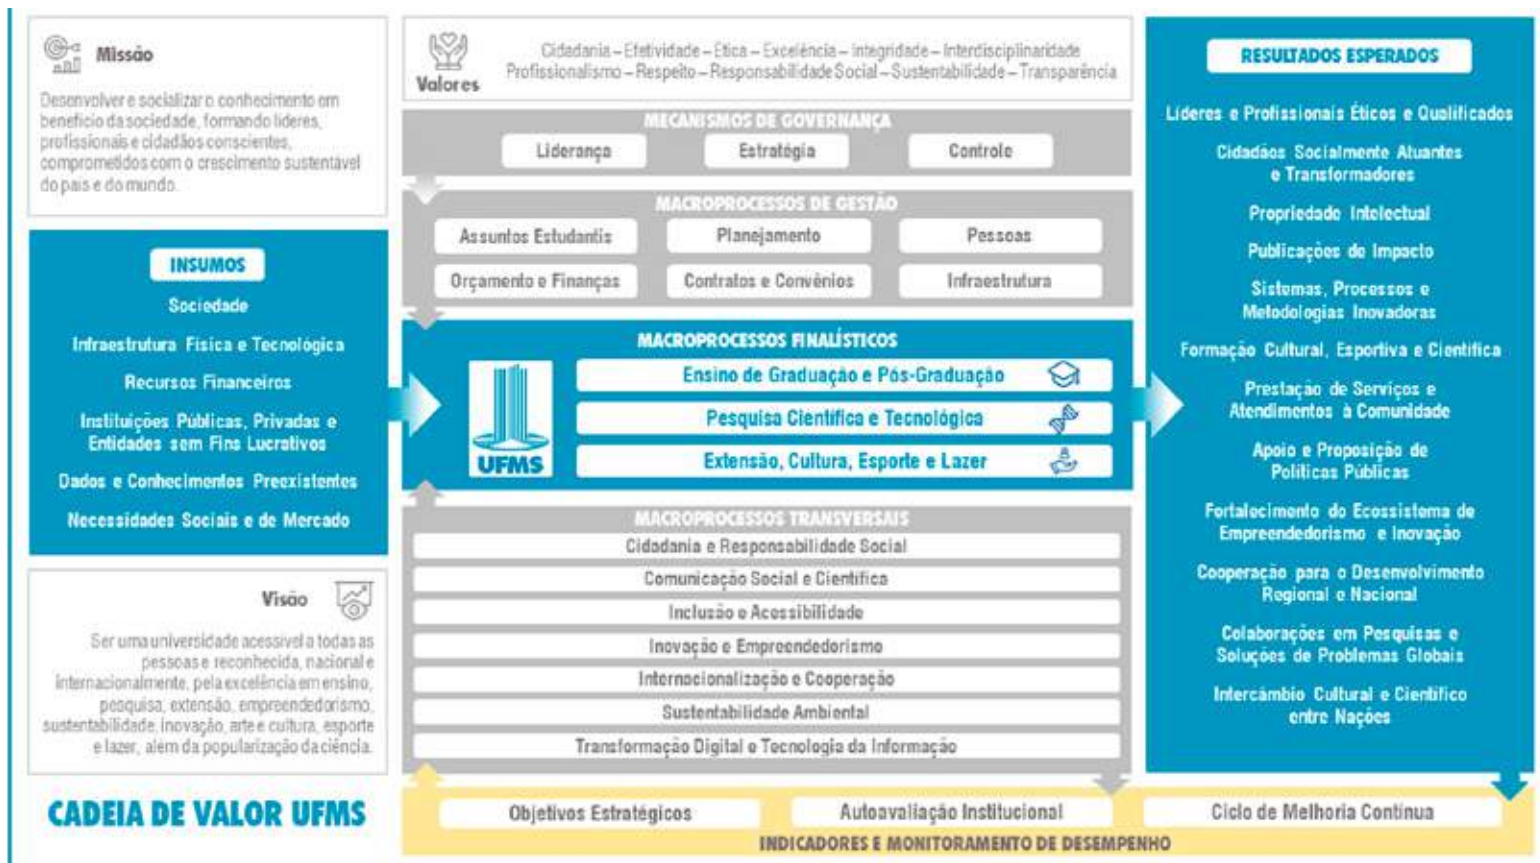 Missão
Desenvolver e socializar o conhecimento em
benefício da sociedade, formando líderes,
profissionais e cidadãos conscientes,
comprometidos com o crescimento sustentável
do país e do mundo.
INSUMOS
Sociedade
Infraestrutura Física e Tecnológica
Recursos Financeiros
Instituições Públicas, Privadas e
Entidades sem Fins Lucrativos
Dados e Conhecimentos Preexistentes
Necessidades Sociais e de Mercado
Visão
Ser uma universidade acessível a todas as
pessoas e reconhecida, nacional e
internacionalmente, pela excelência em ensino,
pesquisa, extensão, empreendedorismo,
sustentabilidade, inovação, arte e cultura, esporte
e lazer, além da popularização da ciência.
CADEIA DE VALOR UFMS
Valores
Cidadania – Efetividade – Ética – Excelência – Integridade – Interdisciplinaridade
Profissionalismo – Respeito – Responsabilidade Social – Sustentabilidade – Transparência
MECANISMOS DE GOVERNANÇA
Liderança
Estratégia
Controle
MACROPROCESSOS DE GESTÃO
Assuntos Estudantis
Planejamento
Pessoas
Orçamento e Finanças
Contratos e Convênios
Infraestrutura
MACROPROCESSOS FINALÍSTICOS
UFMS
Ensino de Graduação e Pós-Graduação
Pesquisa Científica e Tecnológica
Extensão, Cultura, Esporte e Lazer
MACROPROCESSOS TRANSVERSAIS
Cidadania e Responsabilidade Social
Comunicação Social e Científica
Inclusão e Acessibilidade
Inovação e Empreendedorismo
Internacionalização e Cooperação
Sustentabilidade Ambiental
Transformação Digital e Tecnologia da Informação
Objetivos Estratégicos
Autoavaliação Institucional
Ciclo de Melhoria Contínua
INDICADORES E MONITORAMENTO DE DESEMPENHO
RESULTADOS ESPERADOS
Líderes e Profissionais Éticos e Qualificados
Cidadãos Socialmente Atuantes
e Transformadores
Propriedade Intelectual
Publicações de Impacto
Sistemas, Processos e
Metodologias Inovadoras
Formação Cultural, Esportiva e Científica
Prestação de Serviços e
Atendimentos à Comunidade
Apoio e Proposição de
Políticas Públicas
Fortalecimento do Ecossistema de
Empreendedorismo e Inovação
Cooperação para o Desenvolvimento
Regional e Nacional
Colaborações em Pesquisas e
Soluções de Problemas Globais
Intercâmbio Cultural e Científico
entre Nações